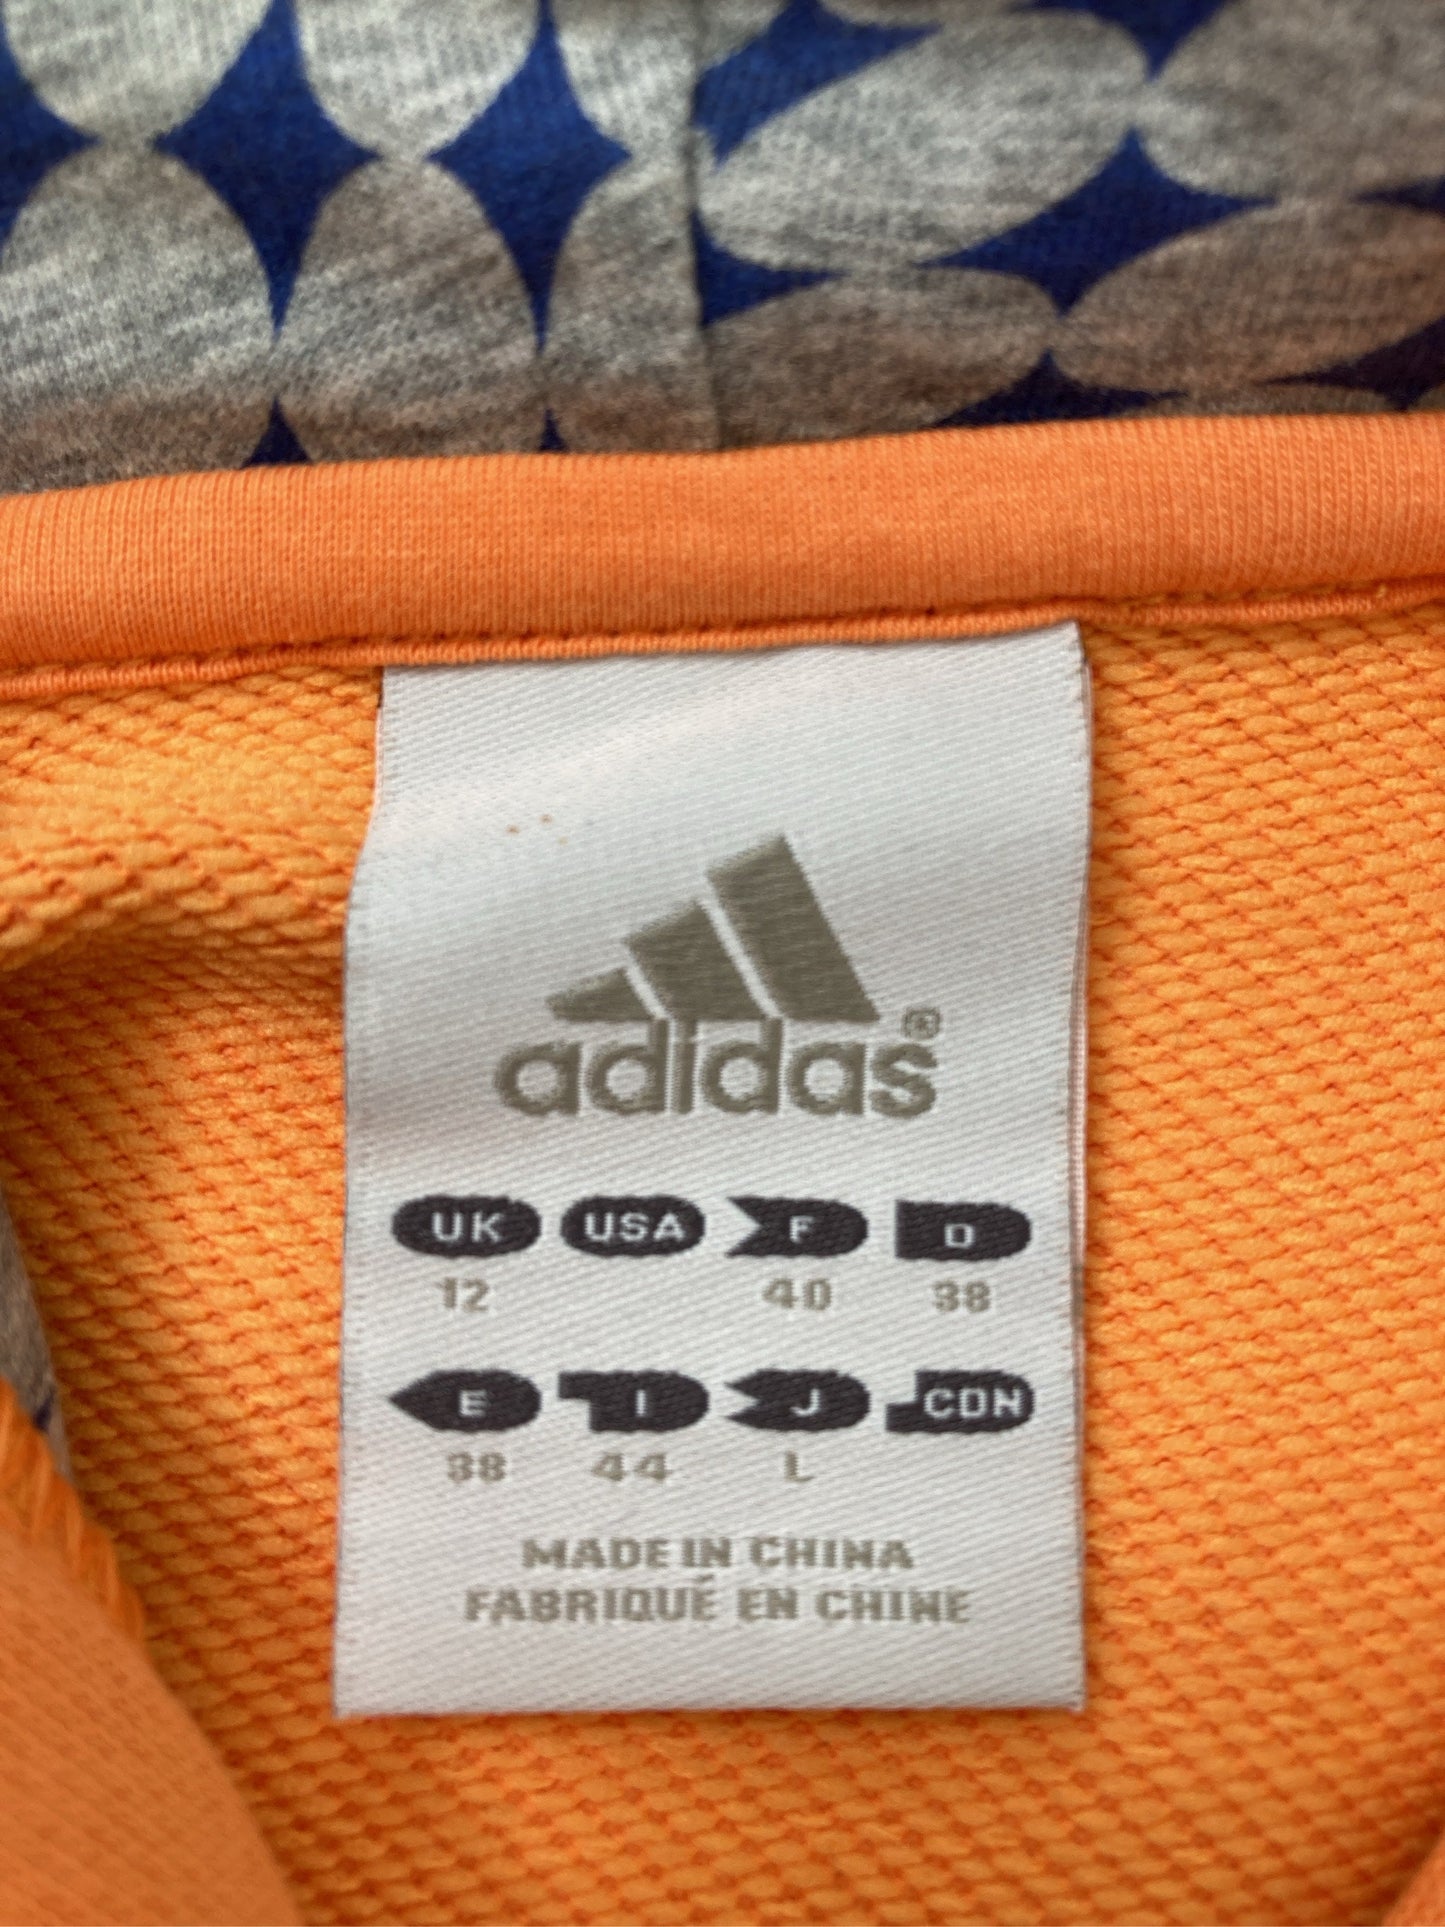 adidas®
UK USA F D
12 40 38
E I J CDN
38 44 L
MADE IN CHINA
FABRIQUÉ EN CHINE